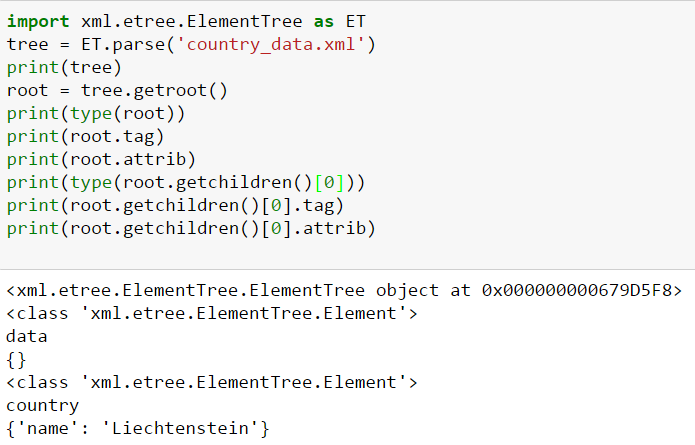 import xml.etree.ElementTree as ET
tree = ET.parse('country_data.xml')
print(tree)
root = tree.getroot()
print(type(root))
print(root.tag)
print(root.attrib)
print(type(root.getchildren()[0]))
print(root.getchildren()[0].tag)
print(root.getchildren()[0].attrib)
<xml.etree.ElementTree.ElementTree object at 0x000000000679D5F8>
<class 'xml.etree.ElementTree.Element'>
data
{}
<class 'xml.etree.ElementTree.Element'>
country
{'name': 'Liechtenstein'}